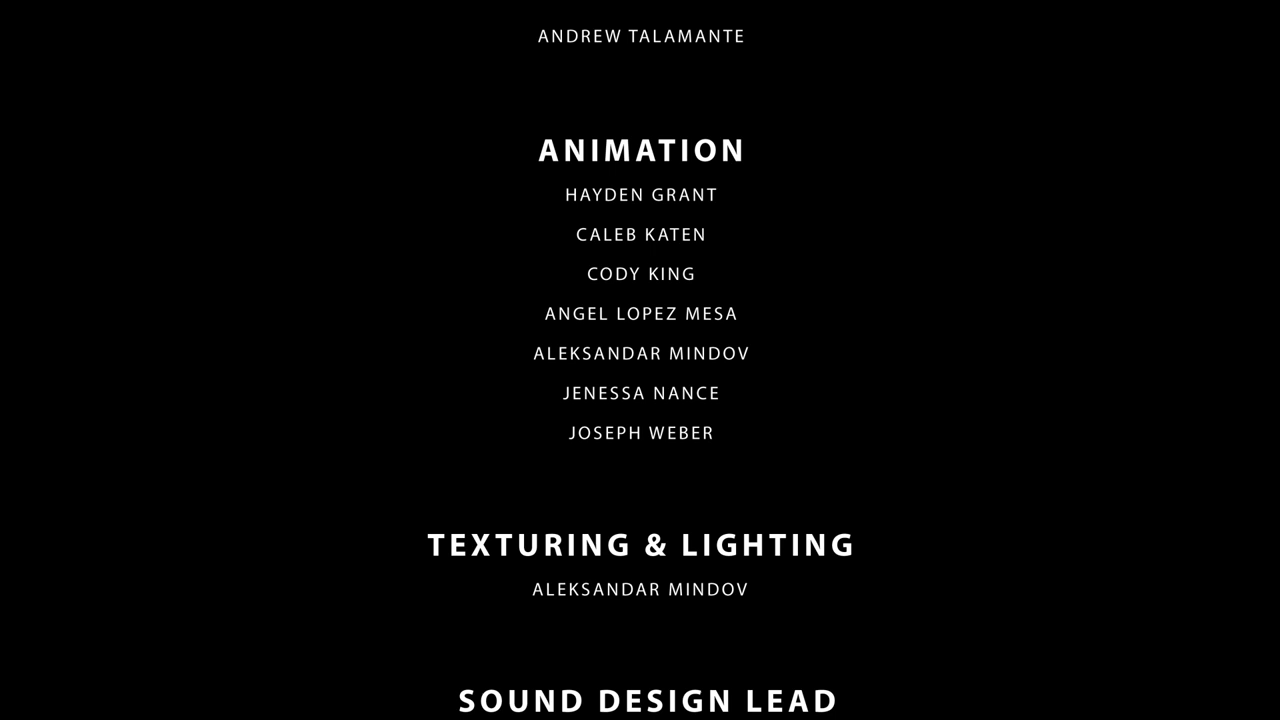 ANDREW TALAMANTE
ANIMATION
HAYDEN GRANT
CALEB KATEN
CODY KING
ANGEL LOPEZ MESA
ALEKSANDAR MINDOV
JENESSA NANCE
JOSEPH WEBER
TEXTURING & LIGHTING
ALEKSANDAR MINDOV
SOUND DESIGN LEAD